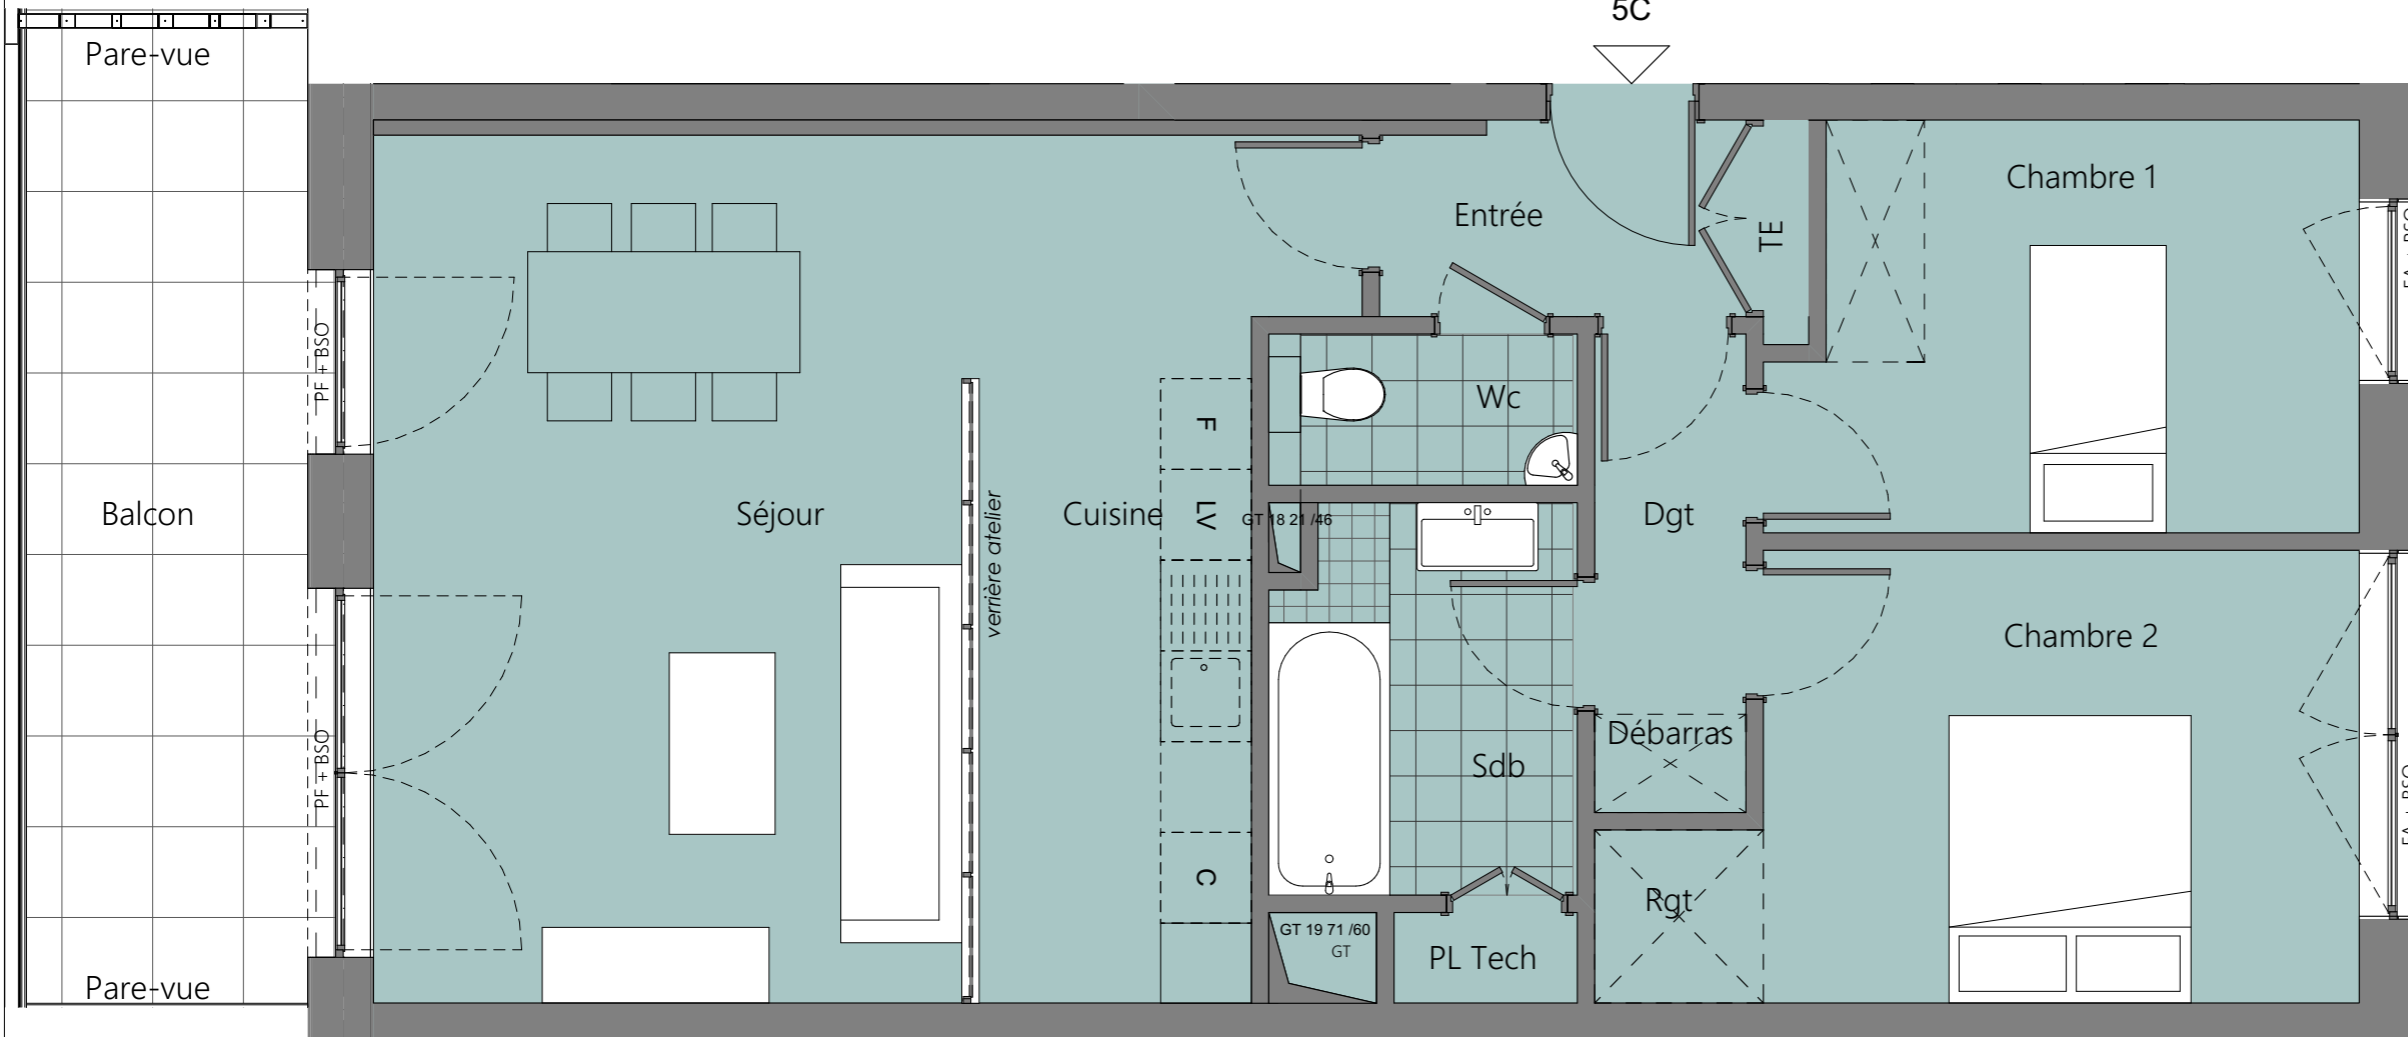 5C
Pare-vue
Chambre 1
Entrée
TE
PF + BSO
Wc
F
Balcon
Séjour
verrière atelier
Cuisine
LV
GT 18 21 /46
Dgt
Chambre 2
PF + BSO
Débarras
Sdb
C
Rgt
GT 19 71 /60
GT
PL Tech
Pare-vue